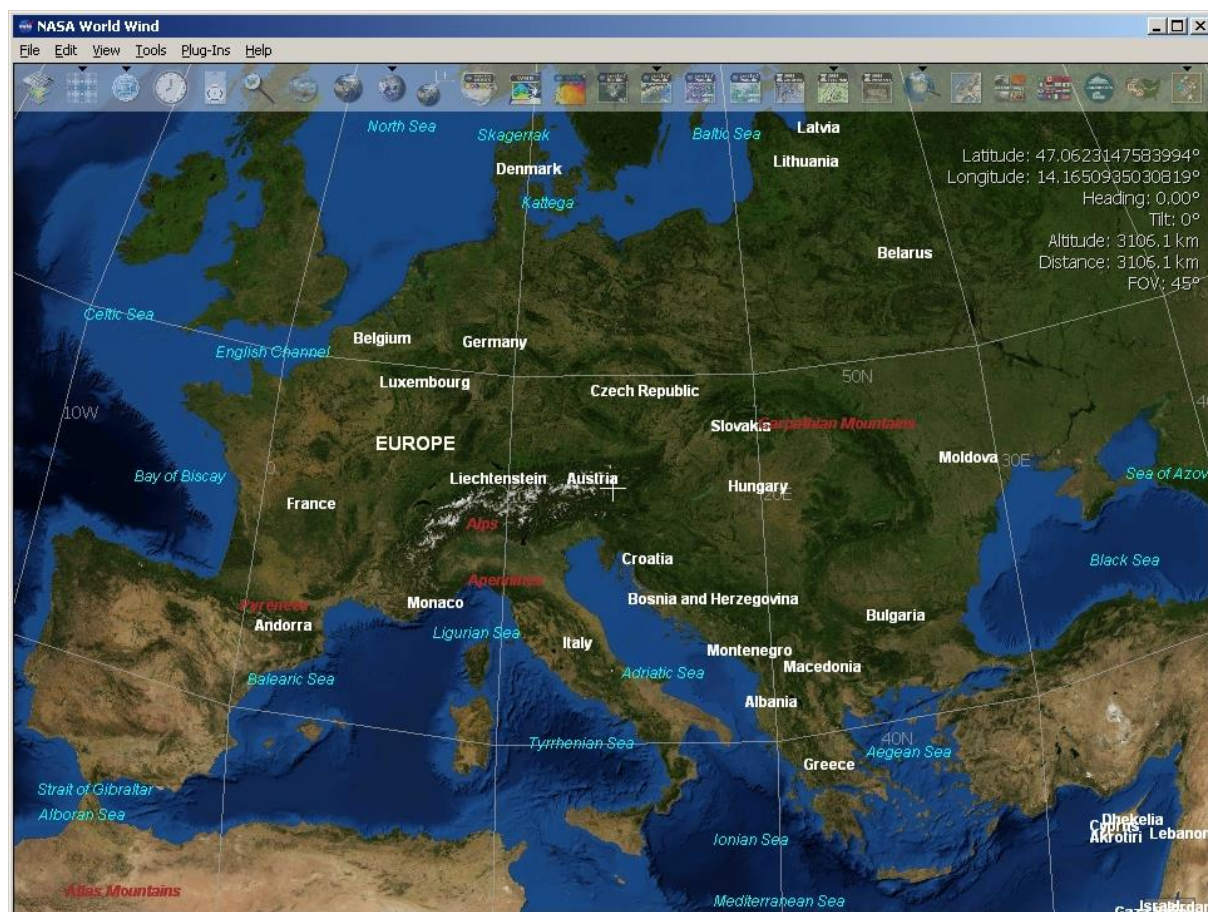 NASA World Wind
File Edit View Tools Plug-Ins Help
North Sea
Skagerrak
Baltic Sea
Latvia
Denmark
Lithuania
Latitude: 47.0623147583994°
Longitude: 14.1650935030819°
Kattega
Heading: 0.00°
Tilt: 0°
Belarus
Altitude: 3106.1 km
Distance: 3106.1 km
FOV: 45°
Celtic Sea
Belgium
Germany
English Channel
Luxembourg
Czech Republic
50N
10W
Slovakia
Carpathian Mountains
EUROPE
Moldova
30E
0
Bay of Biscay
Liechtenstein
Austria
Hungary
20E
Sea of Azov
France
Alps
Croatia
Black Sea
Apennines
Pyrenees
Monaco
Bosnia and Herzegovina
Andorra
Ligurian Sea
Italy
Bulgaria
Montenegro
Macedonia
Balearic Sea
Adriatic Sea
Albania
Tyrrhenian Sea
40N
Aegean Sea
Greece
Strait of Gibraltar
Alboran Sea
Dhekelia
Cyprus
Akrotiri
Lebanon
Ionian Sea
Atlas Mountains
Mediterranean Sea
Israel